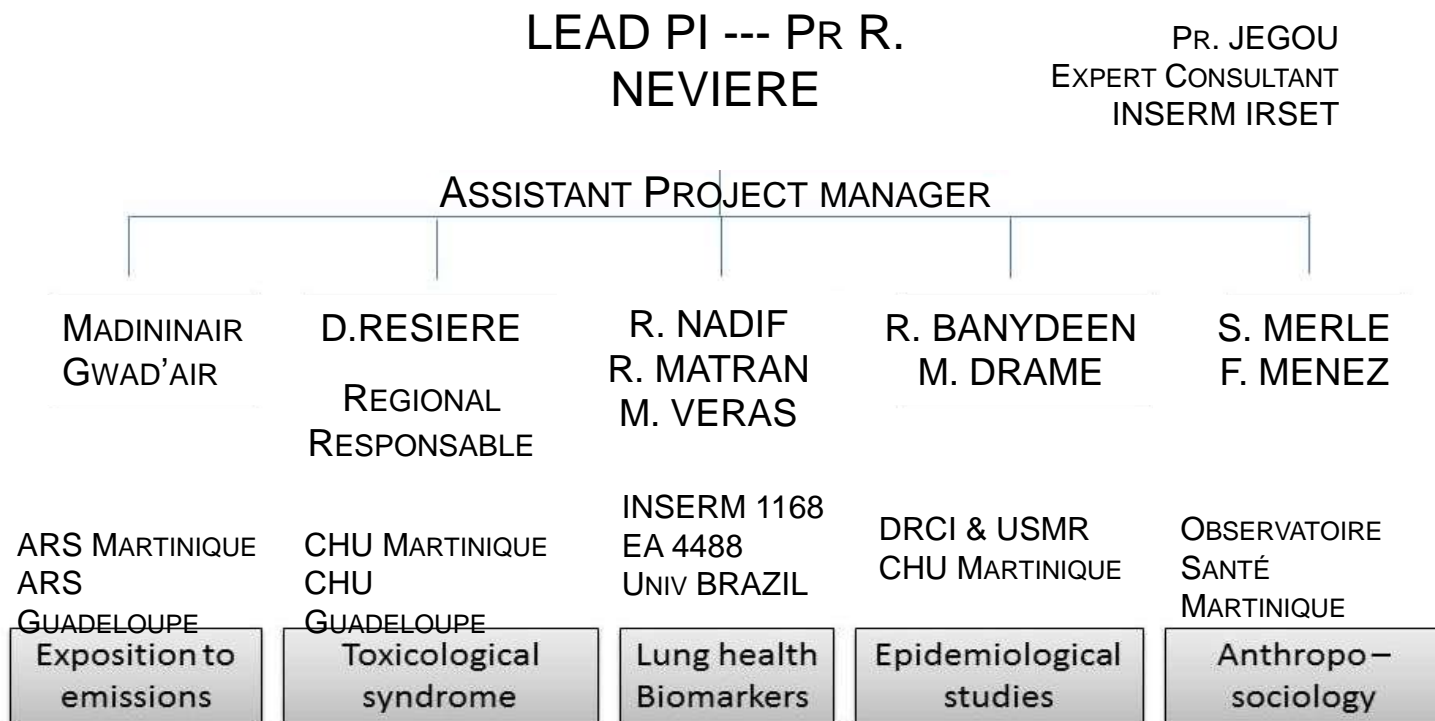 LEAD PI --- PR R.
NEVIERE
PR. JEGOU
EXPERT CONSULTANT
INSERM IRSET
ASSISTANT PROJECT MANAGER
MADININAIR
GWAD'AIR
D.RESIERE
REGIONAL
RESPONSABLE
R. NADIF
R. MATRAN
M. VERAS
R. BANYDEEN
M. DRAME
S. MERLE
F. MENEZ
ARS MARTINIQUE
ARS
GUADELOUPE
CHU MARTINIQUE
CHU
GUADELOUPE
INSERM 1168
EA 4488
UNIV BRAZIL
DRCI & USMR
CHU MARTINIQUE
OBSERVATOIRE
SANTÉ
MARTINIQUE
Exposition to
emissions
Toxicological
syndrome
Lung health
Biomarkers
Epidemiological
studies
Anthropo –
sociology